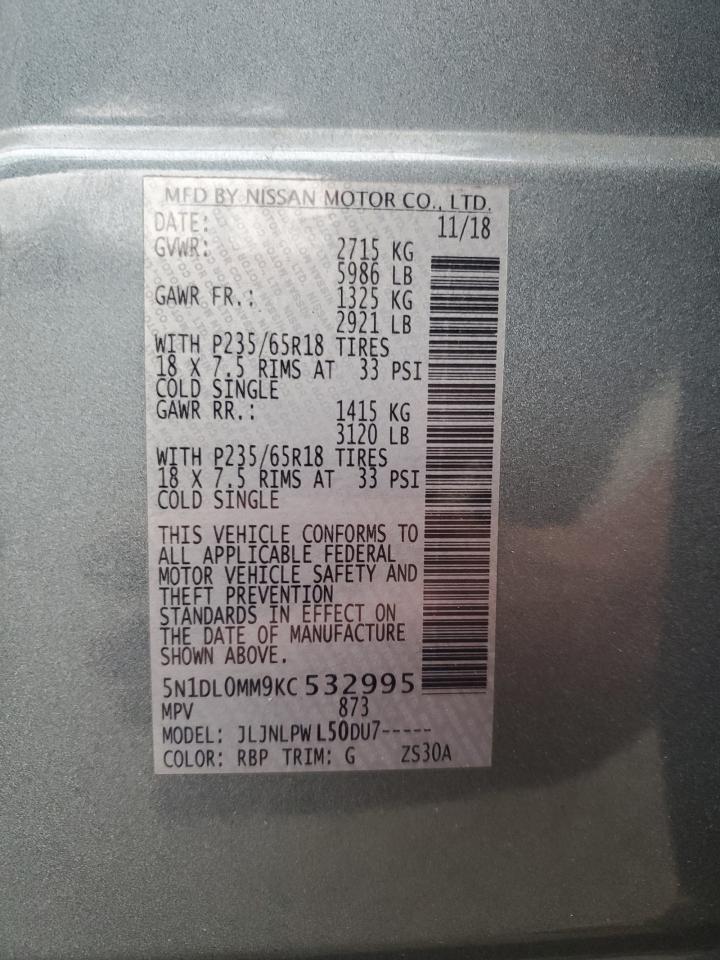 MFD BY NISSAN MOTOR CO., LTD.
DATE: 11/18
GVWR: 2715 KG
5986 LB
GAWR FR.: 1325 KG
2921 LB
WITH P235/65R18 TIRES
18 X 7.5 RIMS AT 33 PSI
COLD SINGLE
GAWR RR.: 1415 KG
3120 LB
WITH P235/65R18 TIRES
18 X 7.5 RIMS AT 33 PSI
COLD SINGLE
THIS VEHICLE CONFORMS TO
ALL APPLICABLE FEDERAL
MOTOR VEHICLE SAFETY AND
THEFT PREVENTION
STANDARDS IN EFFECT ON
THE DATE OF MANUFACTURE
SHOWN ABOVE.
5N1DL0MM9KC 532995
MPV 873
MODEL: JLJNLPW L50DU7-----
COLOR: RBP TRIM: G ZS30A